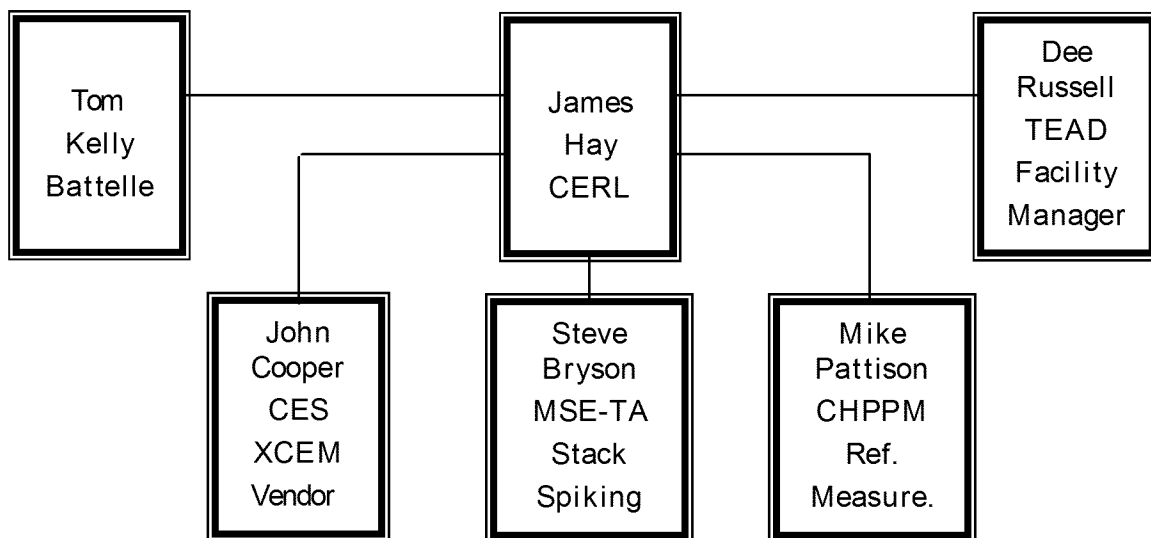 Tom
Kelly
Battelle
James
Hay
CERL
Dee
Russell
TEAD
Facility
Manager
John
Cooper
CES
XCEM
Vendor
Steve
Bryson
MSE-TA
Stack
Spiking
Mike
Pattison
CHPPM
Ref.
Measure.